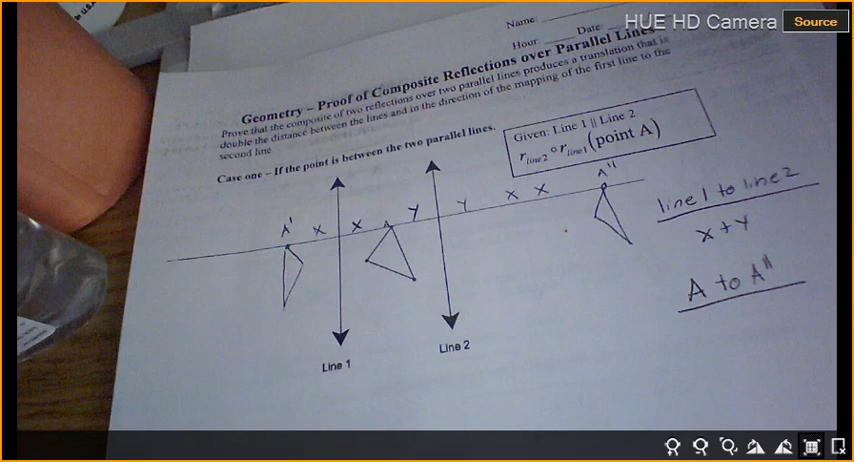 HUE HD Camera
Source
Name:
Hour
Date
Geometry – Proof of Composite Reflections over Parallel Lines
Prove that the composite of two reflections over two parallel lines produces a translation that is
double the distance between the lines and in the direction of the mapping of the first line to the
second line
Case one – If the point is between the two parallel lines.
Given: Line 1 || Line 2
r line2 ∘ r line1 (point A)
A' X X A Y Y X X A"
line 1 to line 2
X + Y
A to A"
Line 1
Line 2